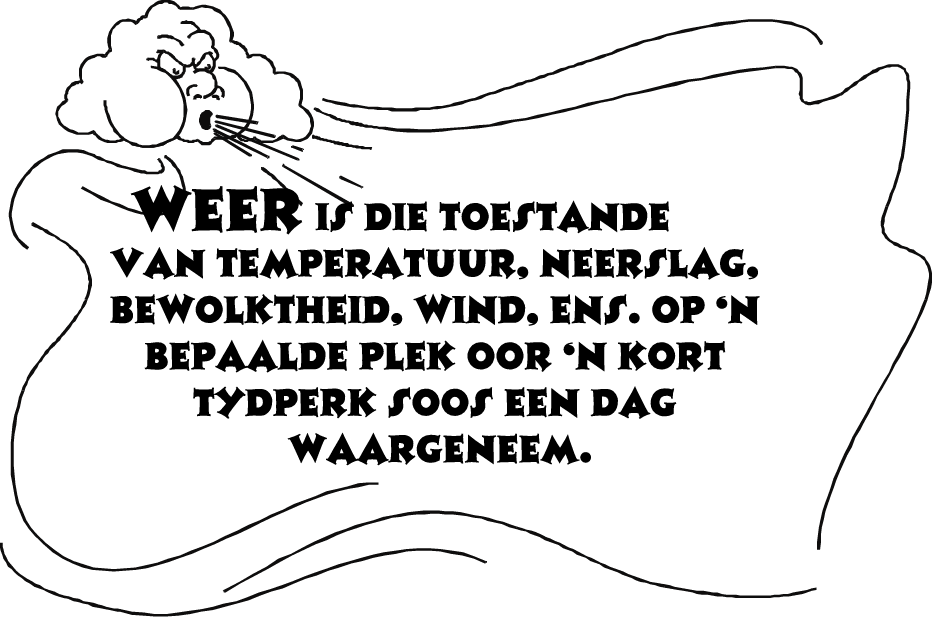 WEER IS DIE TOESTANDE
VAN TEMPERATUUR, NEERSLAG,
BEWOLKTHEID, WIND, ENS. OP ‘N
BEPAALDE PLEK OOR ‘N KORT
TYDPERK SOOS EEN DAG
WAARGENEEM.